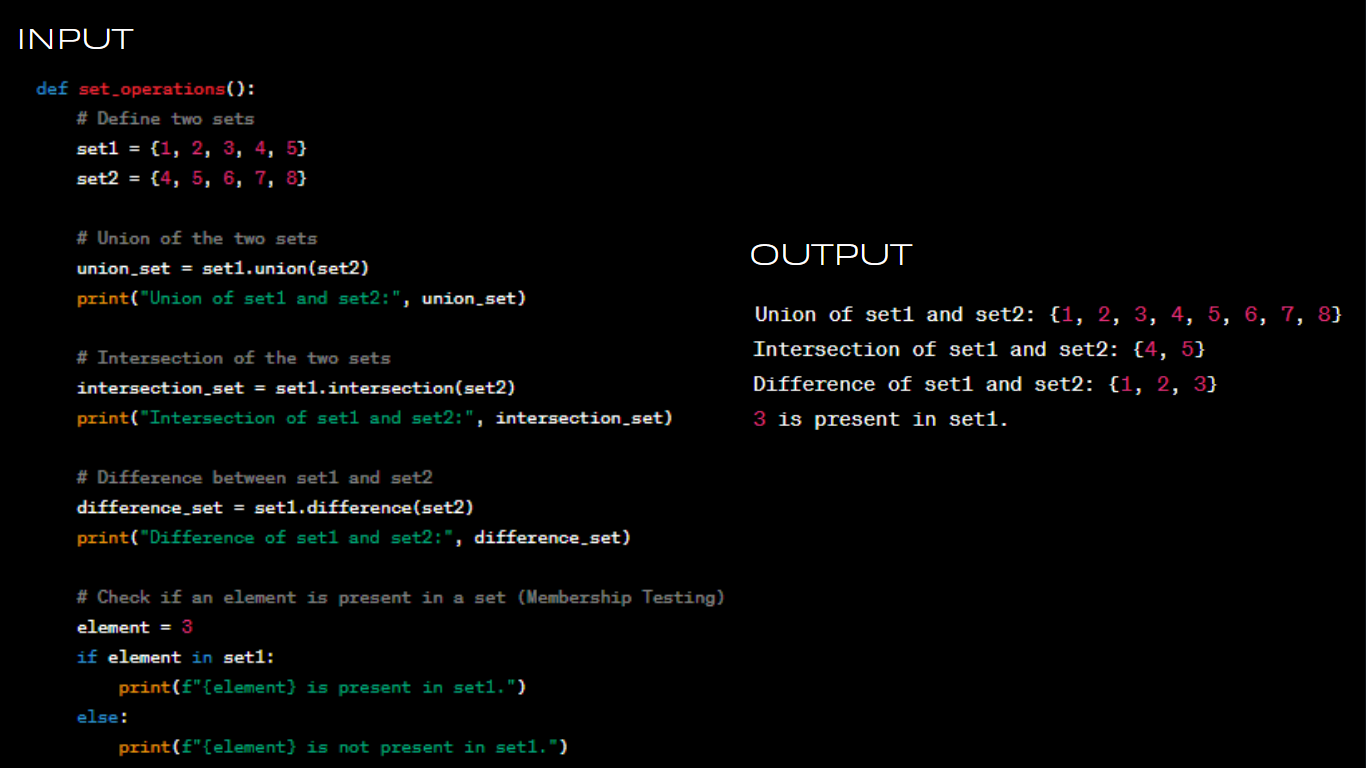 INPUT
def set_operations():
    # Define two sets
    set1 = {1, 2, 3, 4, 5}
    set2 = {4, 5, 6, 7, 8}

    # Union of the two sets
    union_set = set1.union(set2)
    print("Union of set1 and set2:", union_set)

    # Intersection of the two sets
    intersection_set = set1.intersection(set2)
    print("Intersection of set1 and set2:", intersection_set)

    # Difference between set1 and set2
    difference_set = set1.difference(set2)
    print("Difference of set1 and set2:", difference_set)

    # Check if an element is present in a set (Membership Testing)
    element = 3
    if element in set1:
        print(f"{element} is present in set1.")
    else:
        print(f"{element} is not present in set1.")
OUTPUT
Union of set1 and set2: {1, 2, 3, 4, 5, 6, 7, 8}
Intersection of set1 and set2: {4, 5}
Difference of set1 and set2: {1, 2, 3}
3 is present in set1.